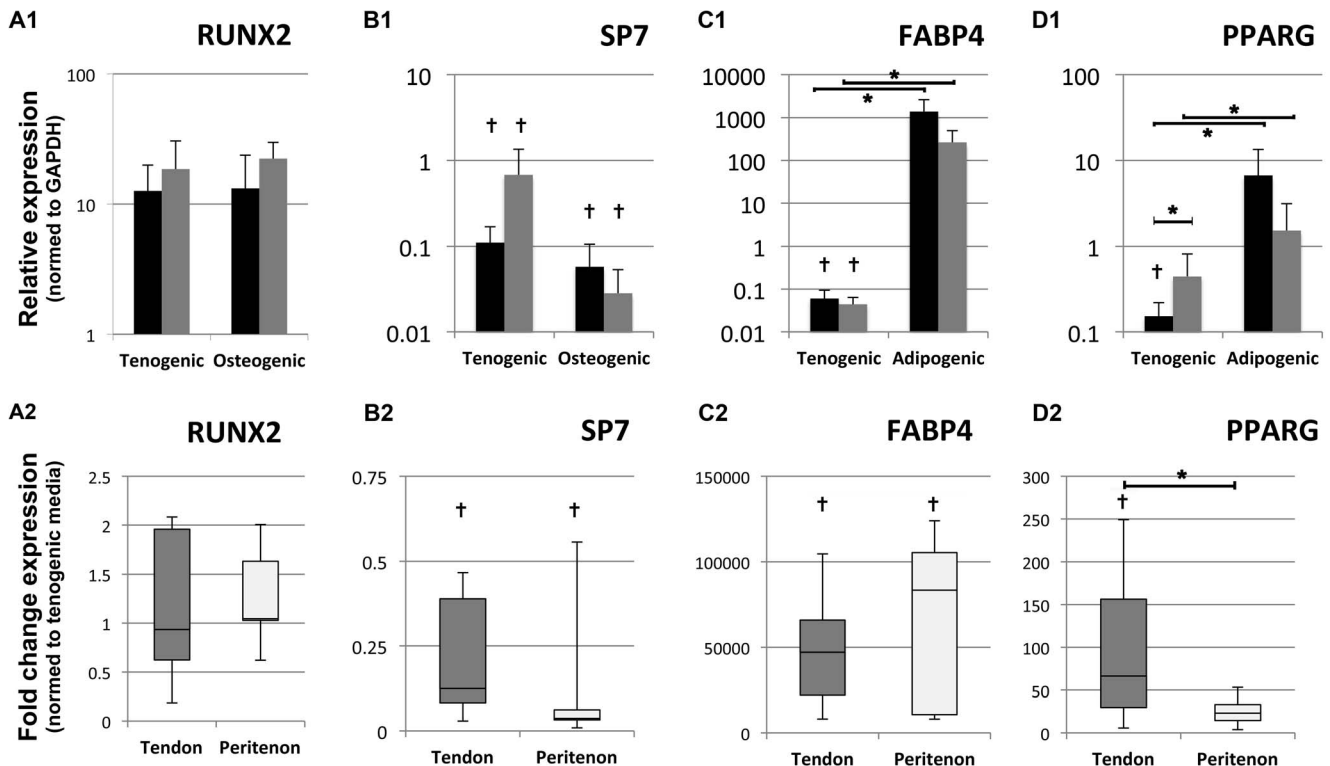 A1
RUNX2
B1
SP7
C1
FABP4
D1
PPARG
Relative expression
(normed to GAPDH)
100
10
1
Tenogenic Osteogenic
10
1
0.1
0.01
† †
† †
Tenogenic Osteogenic
10000
1000
100
10
1
0.1
0.01
*
*
† †
Tenogenic Adipogenic
100
10
1
0.1
*
*
*
†
Tenogenic Adipogenic
A2
RUNX2
B2
SP7
C2
FABP4
D2
PPARG
Fold change expression
(normed to tenogenic media)
2.5
2
1.5
1
0.5
0
Tendon Peritenon
0.75
0.5
0.25
0
† †
Tendon Peritenon
150000
100000
50000
0
† †
Tendon Peritenon
300
250
200
150
100
50
0
*
†
Tendon Peritenon